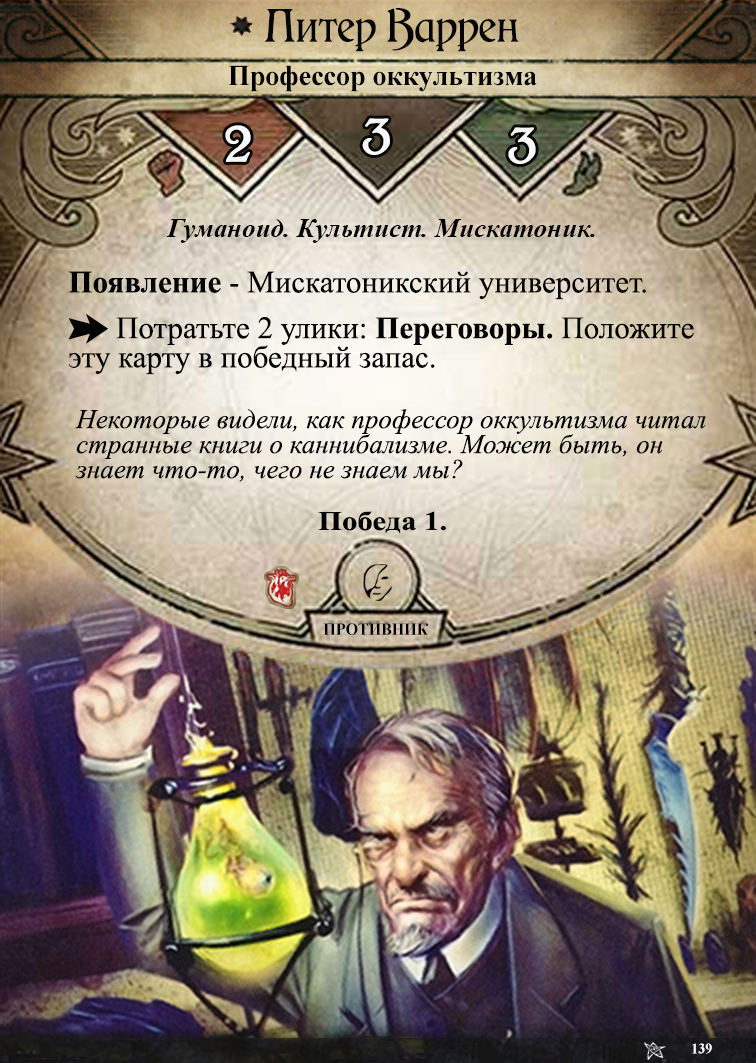 Питер Варрен
Профессор оккультизма
2 3 3
Гуманоид. Культист. Мискатоник.
Появление - Мискатоникский университет.
Потратьте 2 улики: Переговоры. Положите
эту карту в победный запас.
Некоторые видели, как профессор оккультизма читал
странные книги о каннибализме. Может быть, он
знает что-то, чего не знаем мы?
Победа 1.
ПРОТИВНИК
139